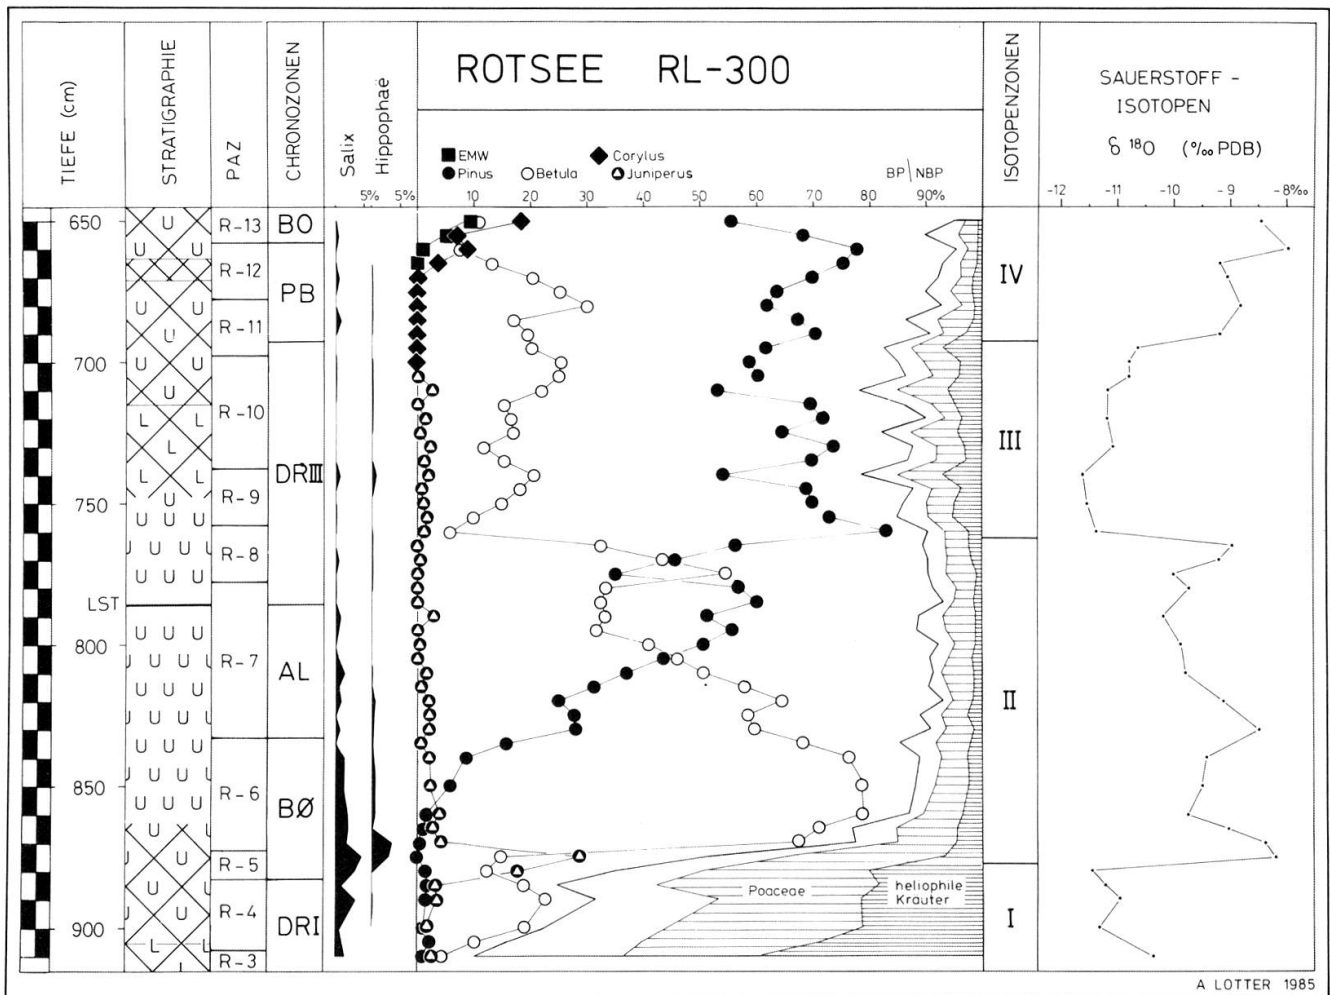 ROTSEE RL-300
TIEFE (cm)
STRATIGRAPHIE
PAZ
CHRONOZONEN
Salix
Hippophaë
ISOTOPENZONEN
SAUERSTOFF -
ISOTOPEN
δ ¹⁸O (‰ PDB)
EMW
Corylus
Pinus
Betula
Juniperus
BP NBP
5% 5% 10 20 30 40 50 60 70 80 90%
-12 -11 -10 -9 -8‰
650
700
750
LST
800
850
900
R-13
R-12
R-11
R-10
R-9
R-8
R-7
R-6
R-5
R-4
R-3
BO
PB
DRIII
AL
BØ
DRI
IV
III
II
I
Poaceae
heliophile
Kräuter
A LOTTER 1985